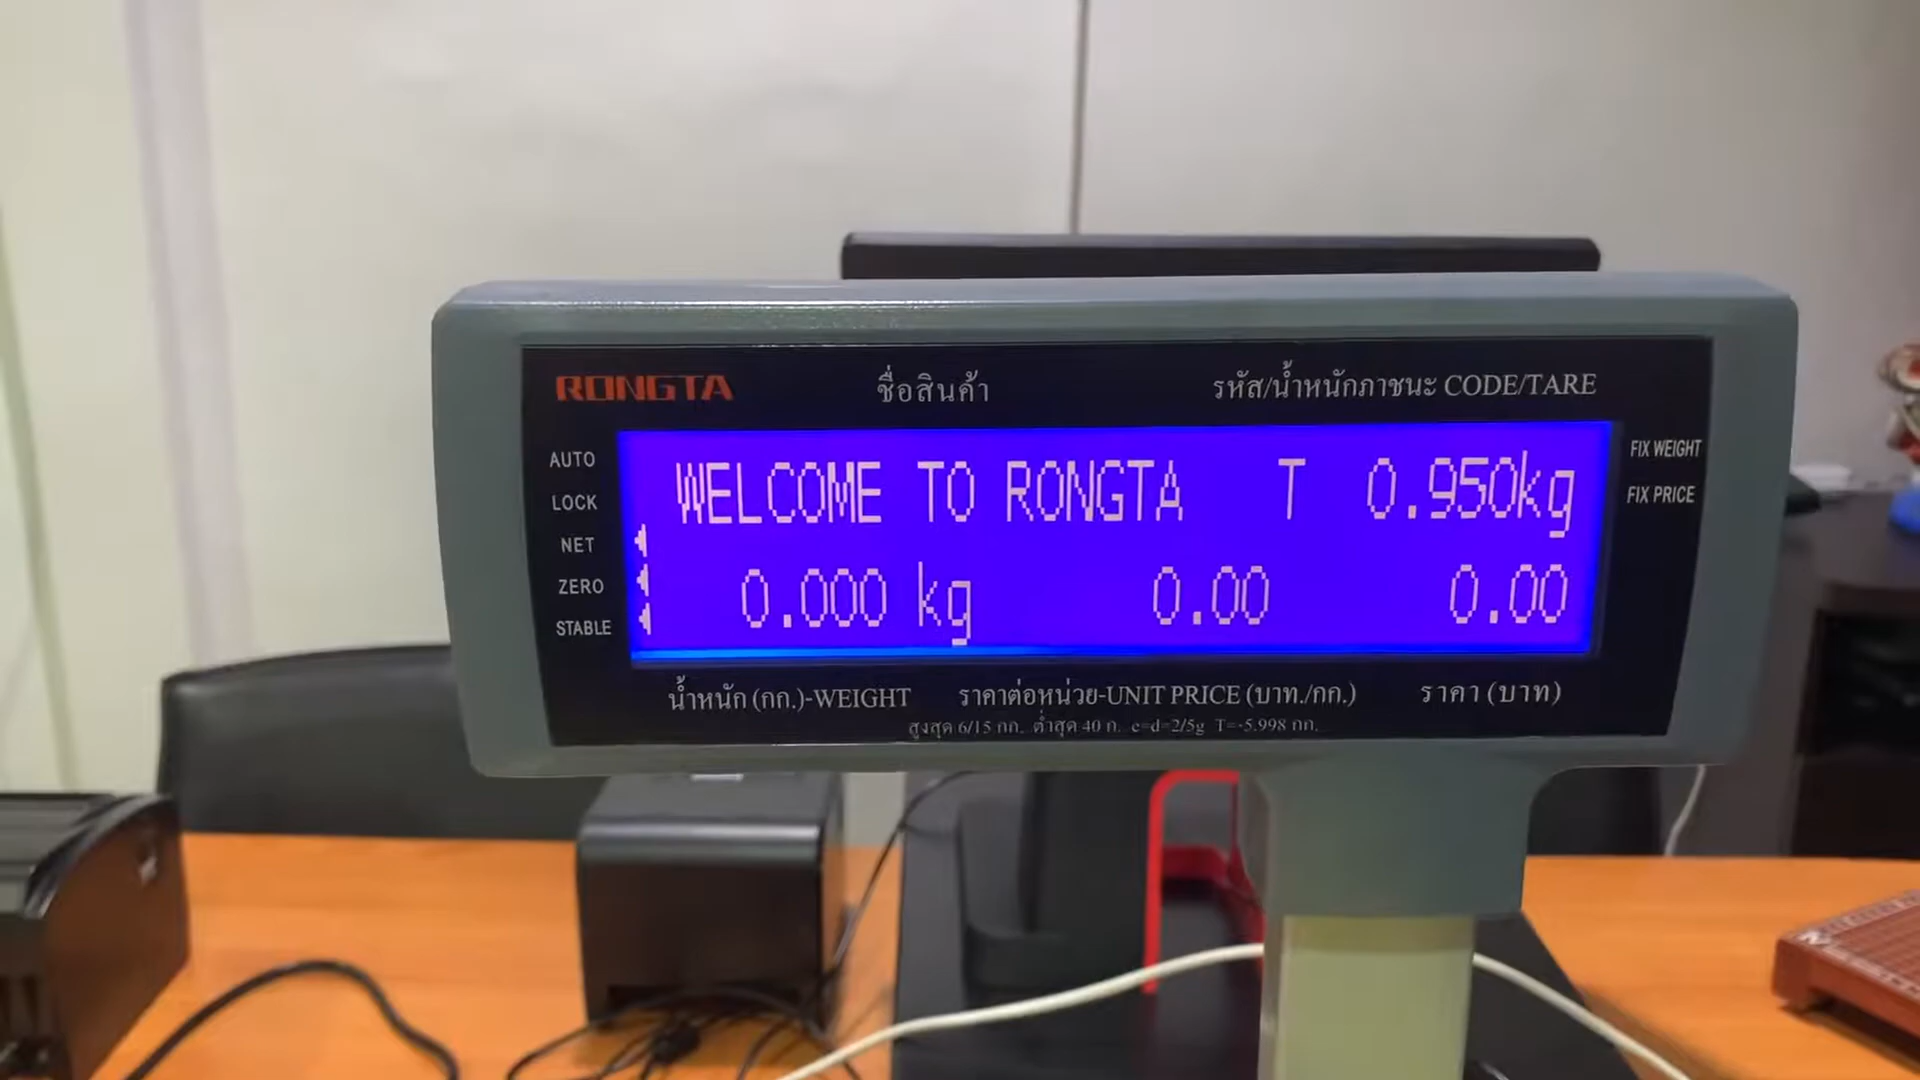 RONGTA ชื่อสินค้า รหัส/น้ำหนักภาชนะ CODE/TARE
AUTO
LOCK
NET
ZERO
STABLE
WELCOME TO RONGTA T 0.950kg
0.000 kg 0.00 0.00
FIX WEIGHT
FIX PRICE
น้ำหนัก (กก.)-WEIGHT ราคาต่อหน่วย-UNIT PRICE (บาท./กก.) ราคา (บาท)
สูงสุด 6/15 กก. ต่ำสุด 40 ก. e=d=2/5g T=-5.998 กก.